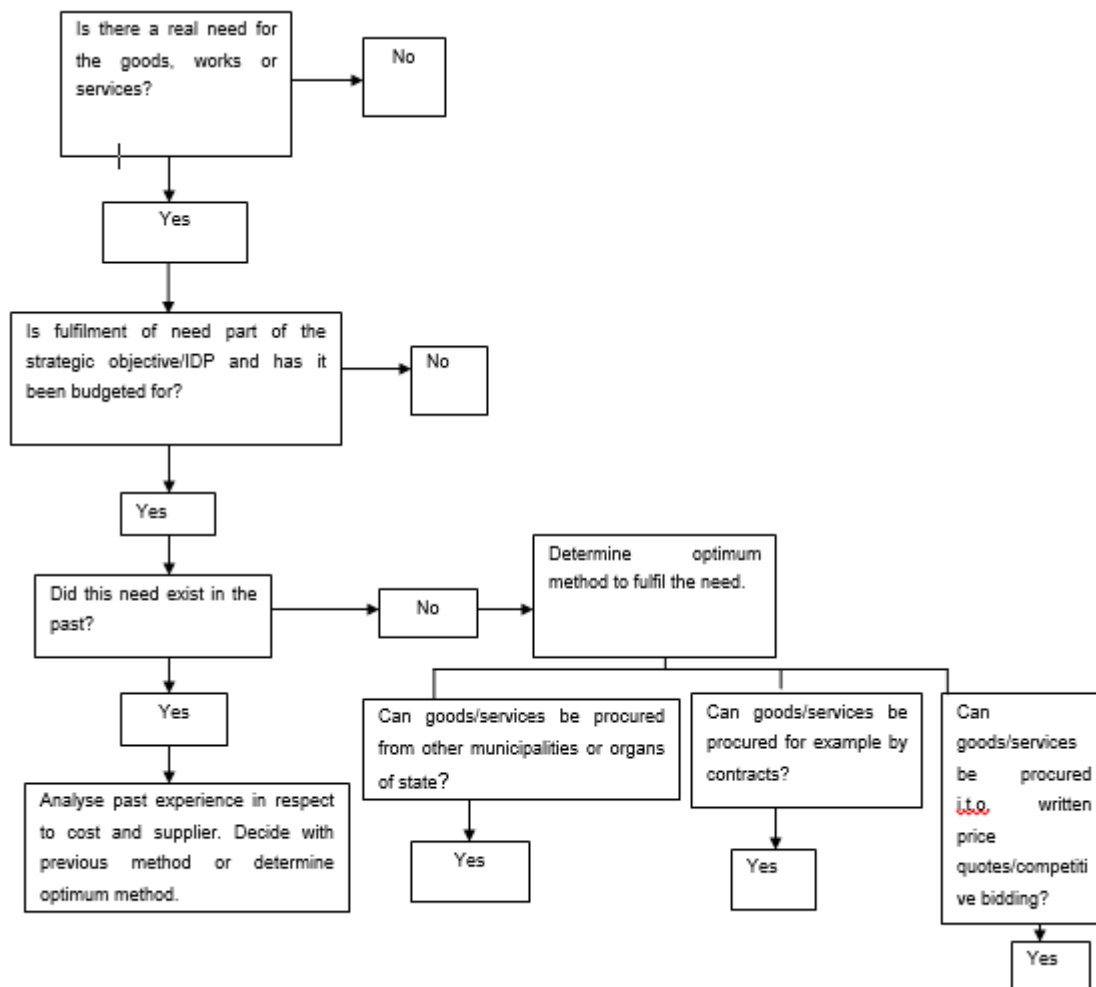 Is there a real need for
the goods, works or
services?
No
Yes
Is fulfilment of need part of the
strategic objective/IDP and has it
been budgeted for?
No
Yes
Did this need exist in the
past?
No
Determine optimum
method to fulfil the need.
Yes
Analyse past experience in respect
to cost and supplier. Decide with
previous method or determine
optimum method.
Can goods/services be procured
from other municipalities or organs
of state?
Yes
Can goods/services be
procured for example by
contracts?
Yes
Can
goods/services
be procured
i.t.o. written
price
quotes/competiti
ve bidding?
Yes